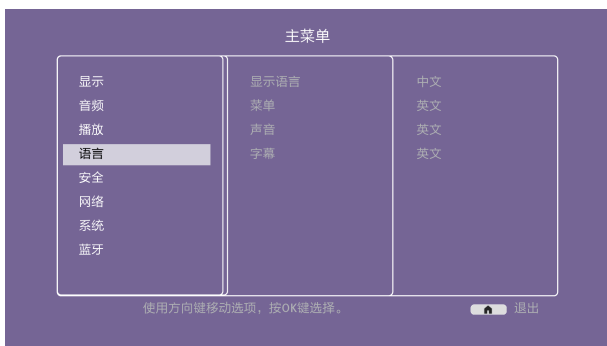 主菜单
显示 显示语言 中文
音频 菜单 英文
播放 声音 英文
语言 字幕 英文
安全
网络
系统
蓝牙
使用方向键移动选项，按OK键选择。 退出